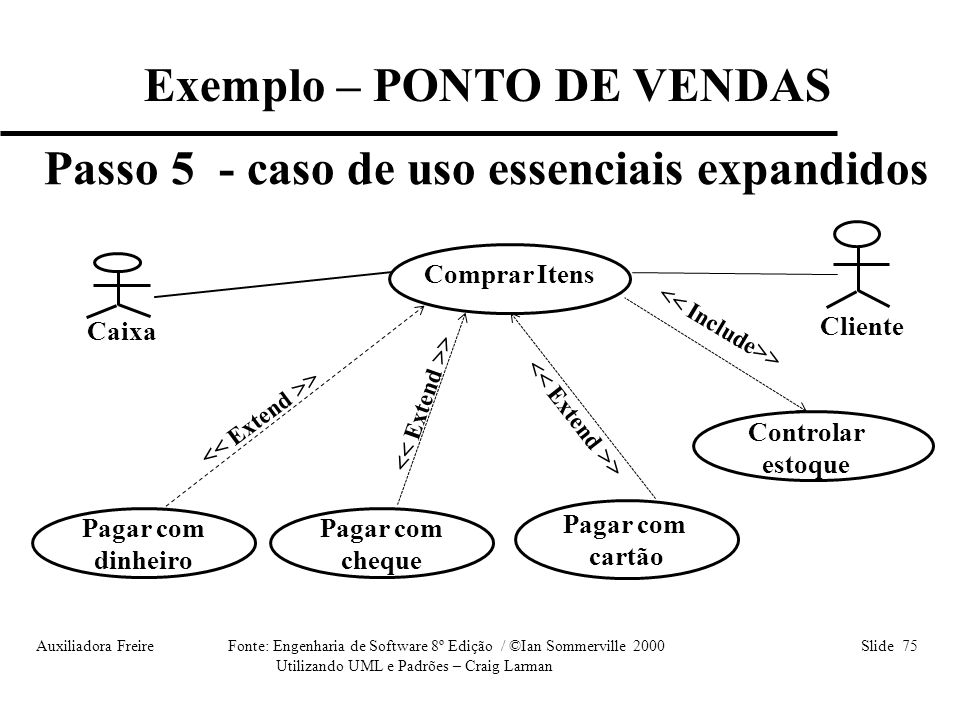 Exemplo – PONTO DE VENDAS
Passo 5 - caso de uso essenciais expandidos
Comprar Itens
Caixa
Cliente
<< Include>>
<< Extend >>
<< Extend >>
<< Extend >>
Controlar
estoque
Pagar com
dinheiro
Pagar com
cheque
Pagar com
cartão
Auxiliadora Freire Fonte: Engenharia de Software 8º Edição / ©Ian Sommerville 2000 Slide 75
Utilizando UML e Padrões – Craig Larman